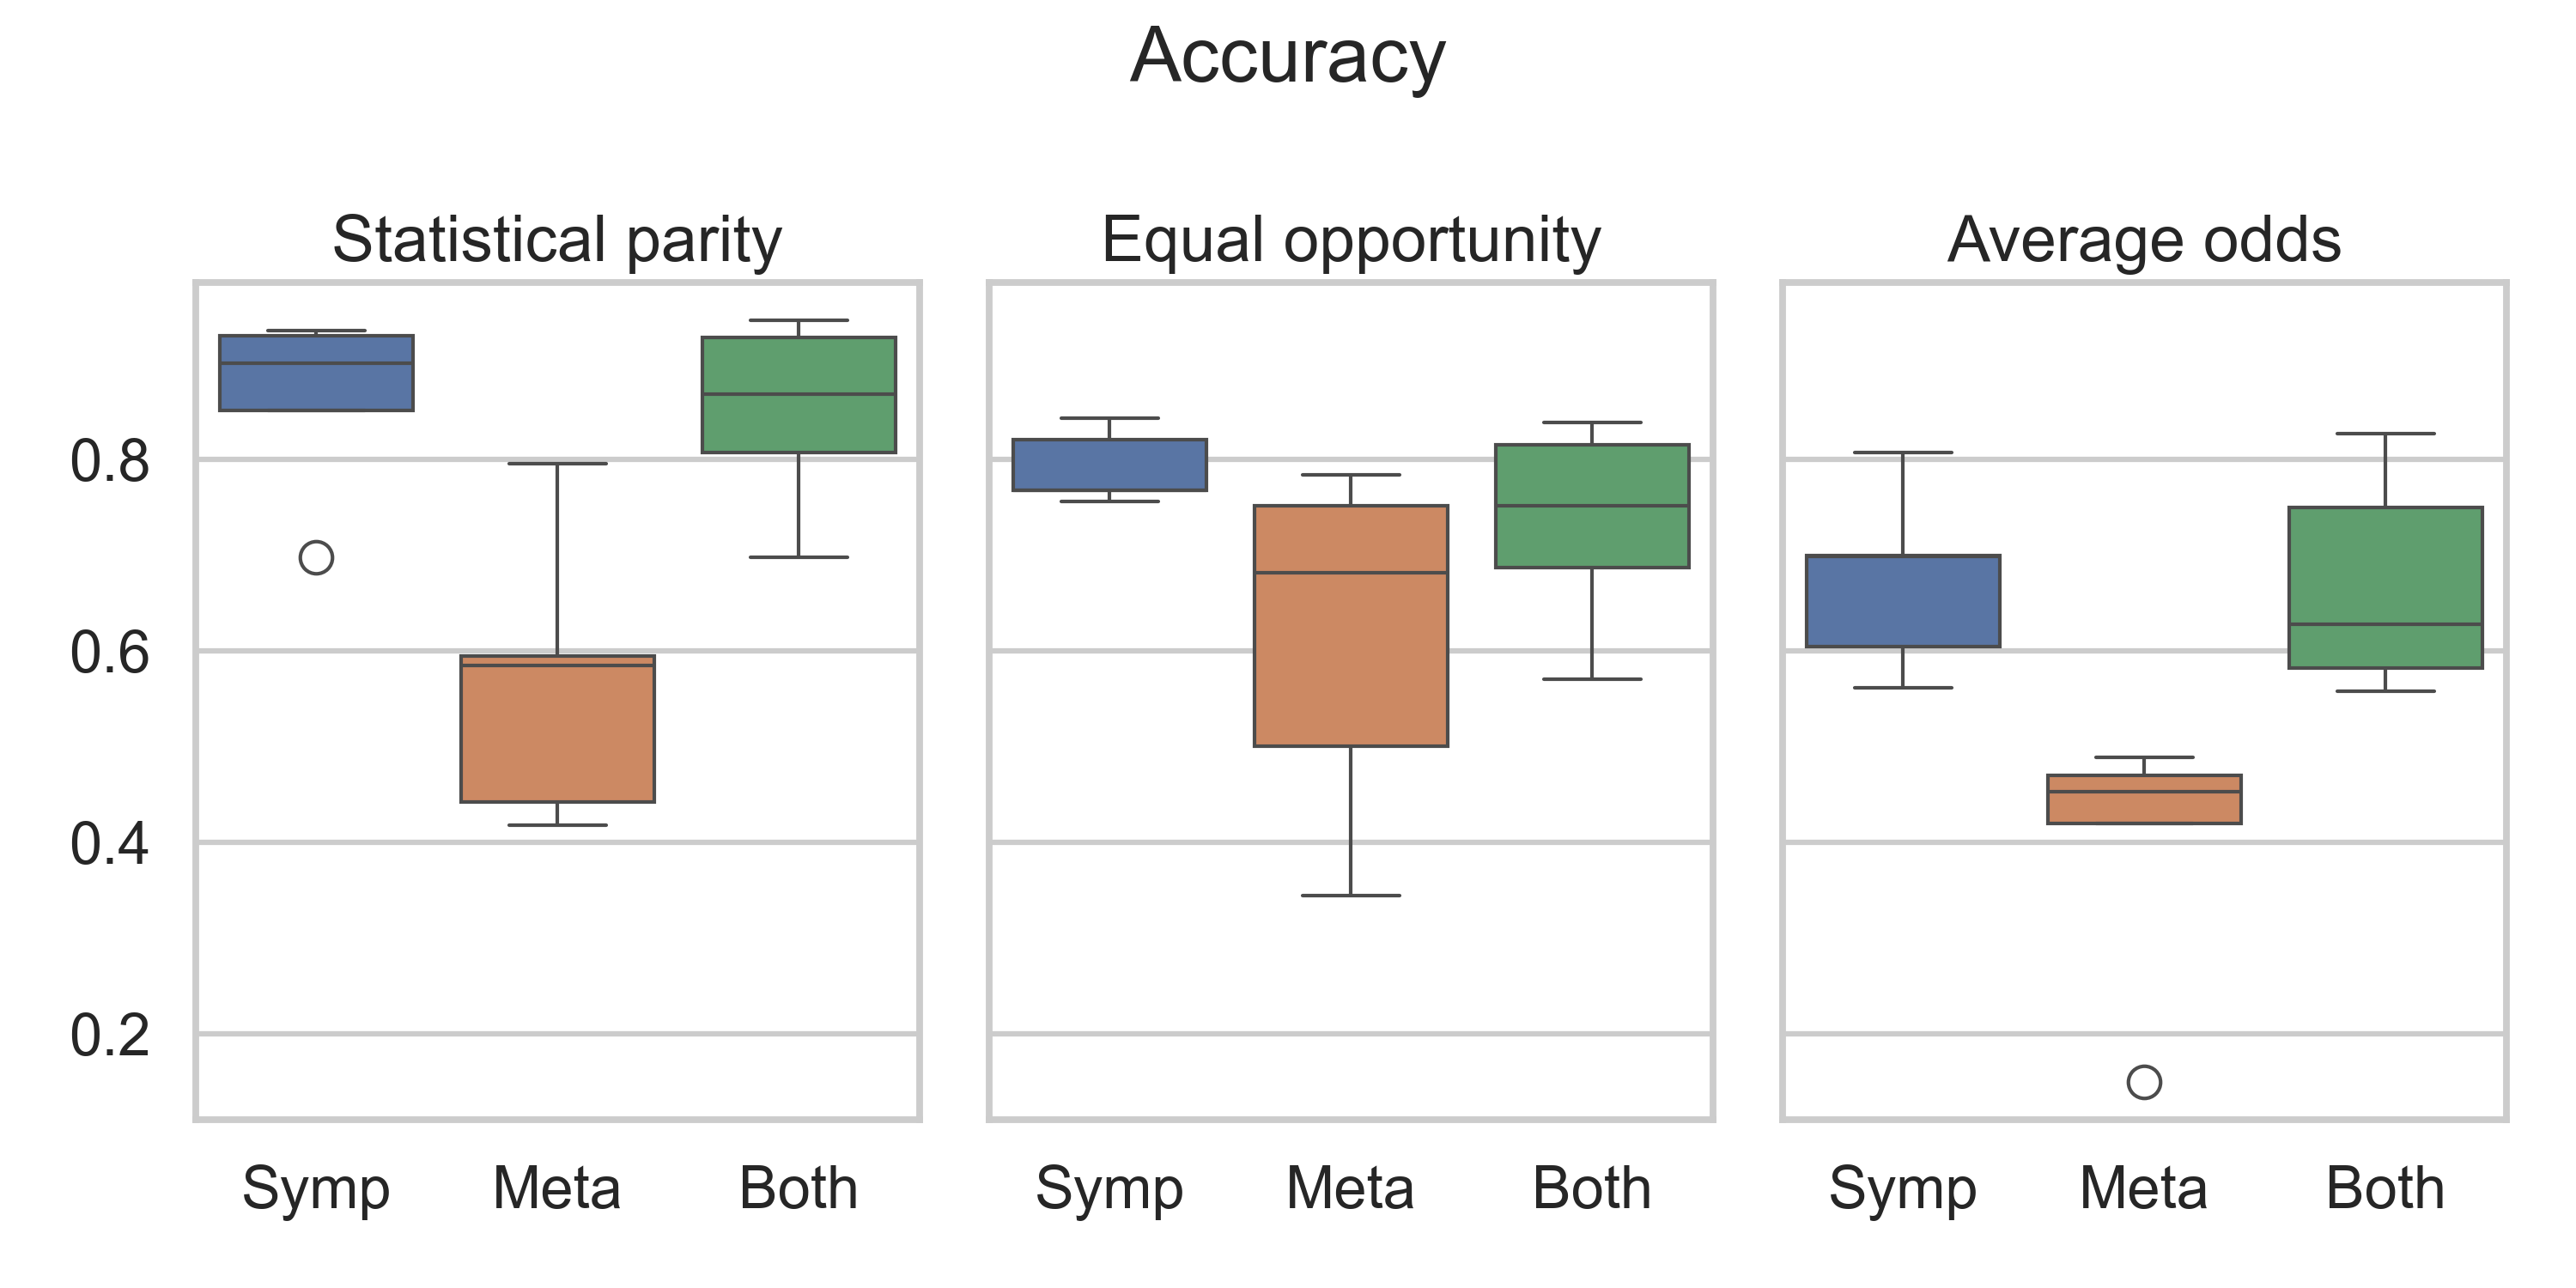 Accuracy
Statistical parity
Equal opportunity
Average odds
0.8
0.6
0.4
0.2
Symp Meta Both
Symp Meta Both
Symp Meta Both